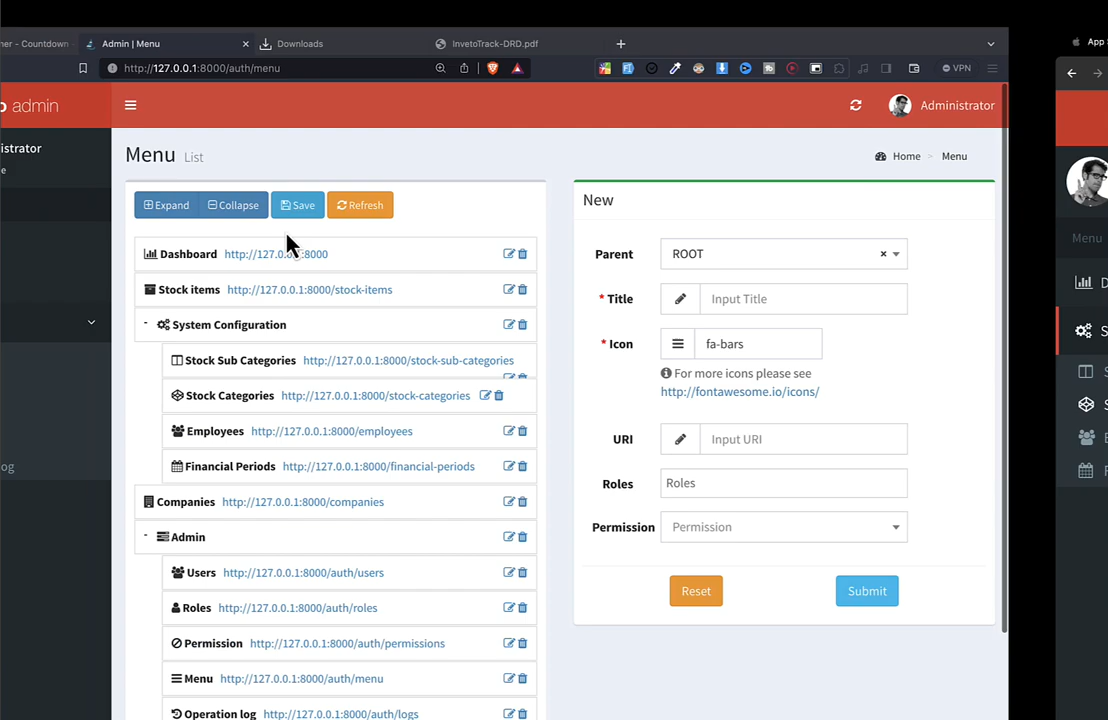 ner - Countdown
Admin | Menu
Downloads
InvetoTrack-DRD.pdf
App S
http://127.0.0.1:8000/auth/menu
VPN
o admin
Administrator
istrator
e
Menu List
Home > Menu
Expand
Collapse
Save
Refresh
New
Dashboard http://127.0.0.1:8000
Stock items http://127.0.0.1:8000/stock-items
System Configuration
Stock Sub Categories http://127.0.0.1:8000/stock-sub-categories
Stock Categories http://127.0.0.1:8000/stock-categories
Employees http://127.0.0.1:8000/employees
Financial Periods http://127.0.0.1:8000/financial-periods
Companies http://127.0.0.1:8000/companies
Admin
Users http://127.0.0.1:8000/auth/users
Roles http://127.0.0.1:8000/auth/roles
Permission http://127.0.0.1:8000/auth/permissions
Menu http://127.0.0.1:8000/auth/menu
Operation log http://127.0.0.1:8000/auth/logs
og
Parent ROOT
* Title Input Title
* Icon fa-bars
For more icons please see
http://fontawesome.io/icons/
URI Input URI
Roles Roles
Permission Permission
Reset
Submit
Menu
D
S
S
S
E
F